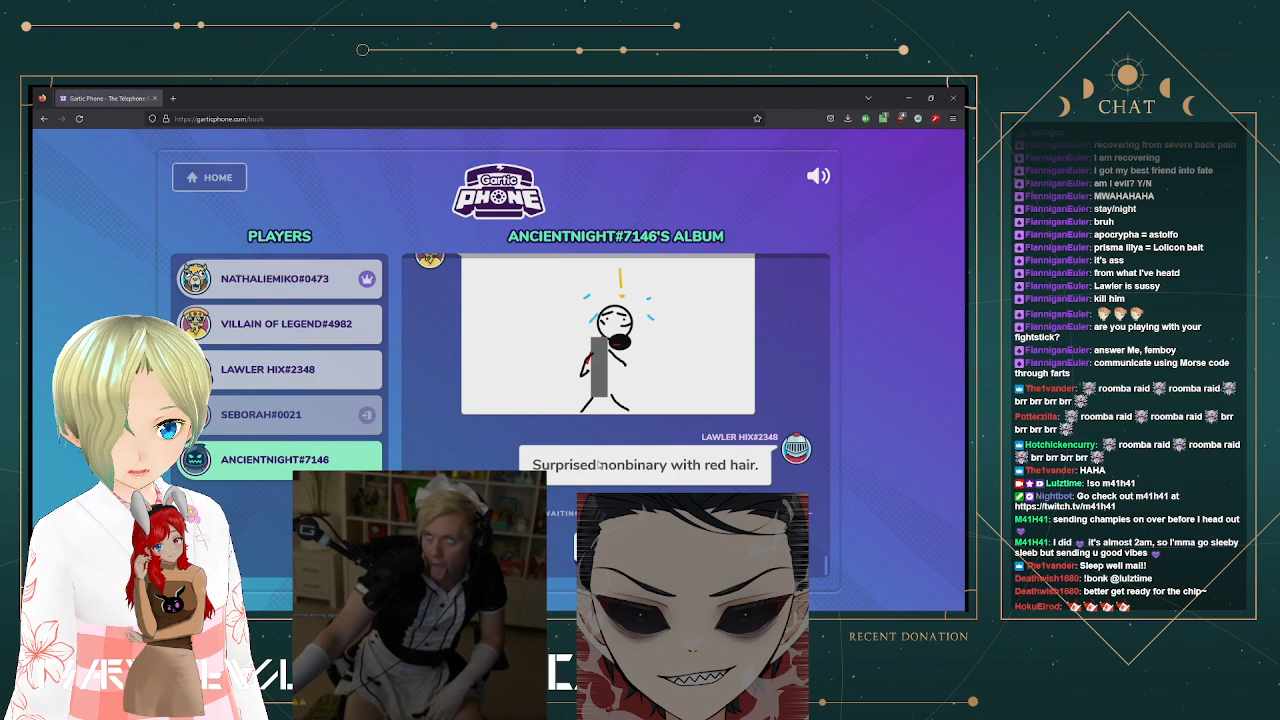 Gartic Phone - The Telephone G
https://garticphone.com/book
HOME
Gartic
PHONE
PLAYERS
ANCIENTNIGHT#7146'S ALBUM
NATHALIEMIKO#0473
VILLAIN OF LEGEND#4982
LAWLER HIX#2348
SEBORAH#0021
ANCIENTNIGHT#7146
LAWLER HIX#2348
Surprised nonbinary with red hair.
WAITIN
RECENT DONATION
CHAT
FlanniganEuler: recovering from severe back pain
FlanniganEuler: I am recovering
FlanniganEuler: I got my best friend into fate
FlanniganEuler: am I evil? Y/N
FlanniganEuler: MWAHAHAHA
FlanniganEuler: stay/night
FlanniganEuler: bruh
FlanniganEuler: apocrypha = astolfo
FlanniganEuler: prisma Illya = Lolicon bait
FlanniganEuler: it's ass
FlanniganEuler: from what I've heatd
FlanniganEuler: Lawler is sussy
FlanniganEuler: kill him
FlanniganEuler:
FlanniganEuler: are you playing with your
fightstick?
FlanniganEuler: answer Me, femboy
FlanniganEuler: communicate using Morse code
through farts
The1vander: roomba raid roomba raid
brr brr brr brr
Potterzilla: roomba raid roomba raid brr
brr brr brr
Hotchickencurry: roomba raid roomba raid
brr brr brr brr
The1vander: HAHA
Lulztime: !so m41h41
Nightbot: Go check out m41h41 at
https://twitch.tv/m41h41
M41H41: sending champles on over before I head out
M41H41: I did it's almost 2am, so I'mma go sleeby
sleeb but sending u good vibes
The1vander: Sleep well mai!!
Deathwish1680: !bonk @lulztime
Deathwish1680: better get ready for the chip~
HokuElrod: